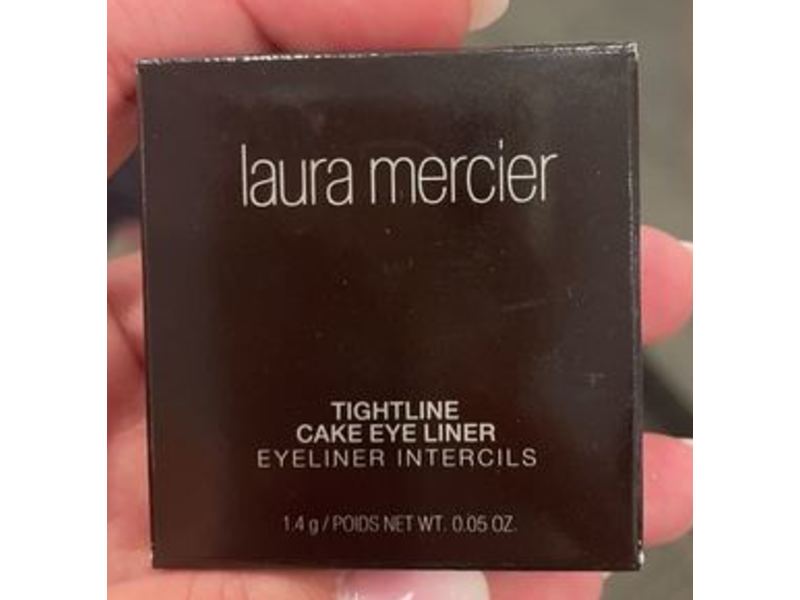 laura mercier
TIGHTLINE
CAKE EYE LINER
EYELINER INTERCILS
1.4 g / POIDS NET WT. 0.05 OZ.